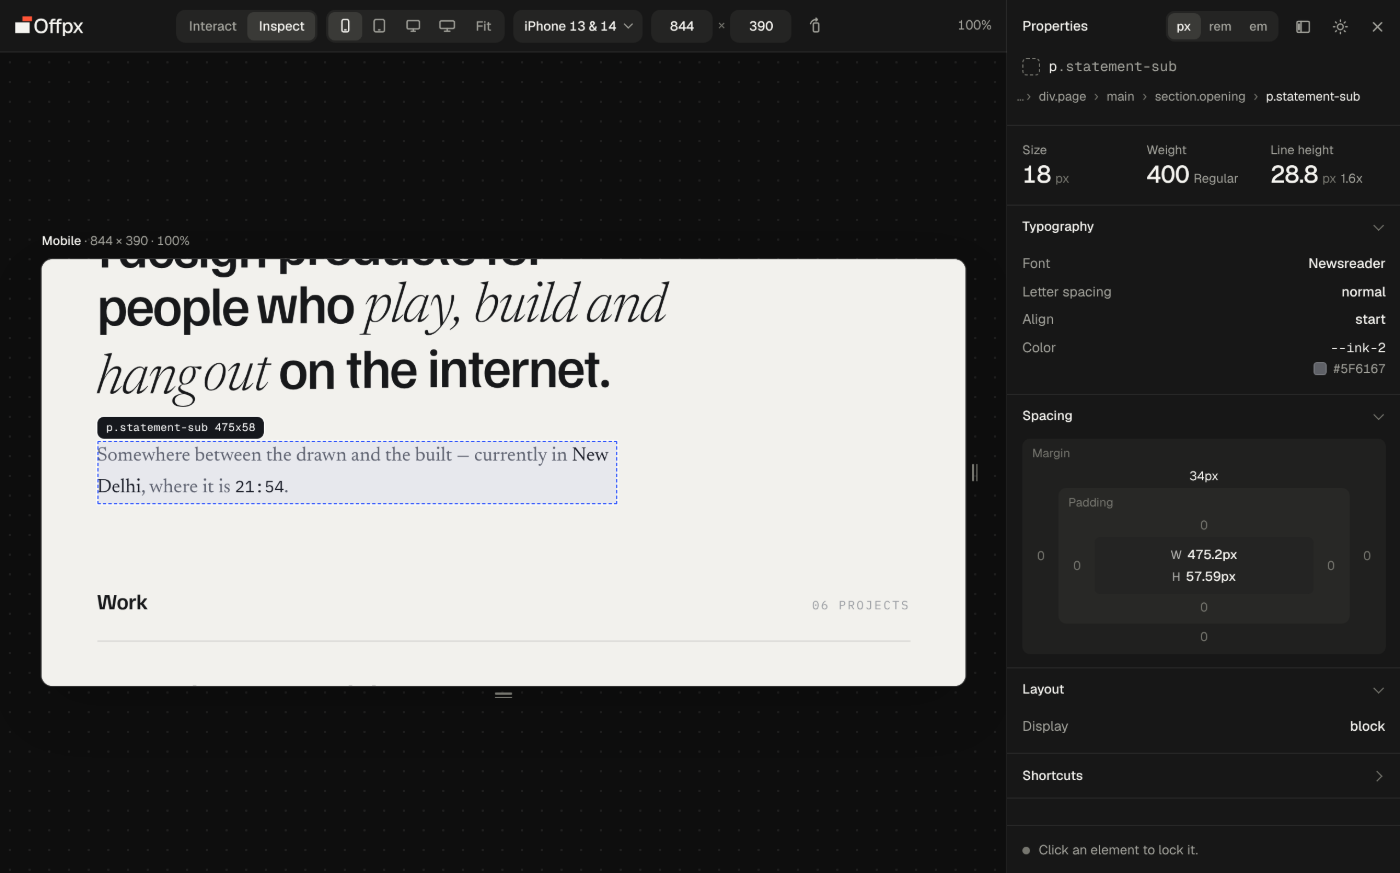 Offpx
Interact Inspect Fit iPhone 13 & 14 844 × 390 100%
Properties px rem em
p.statement-sub
…› div.page › main › section.opening › p.statement-sub
Size Weight Line height
18 px 400 Regular 28.8 px 1.6x
Typography
Font Newsreader
Letter spacing normal
Align start
Color --ink-2
#5F6167
Spacing
Margin
34px
Padding
0
0 0 W 475.2px 0 0
H 57.59px
0
0
Layout
Display block
Shortcuts
Click an element to lock it.
Mobile · 844 × 390 · 100%
I design products for
people who play, build and
hang out on the internet.
p.statement-sub 475x58
Somewhere between the drawn and the built — currently in New
Delhi, where it is 21:54.
Work 06 PROJECTS